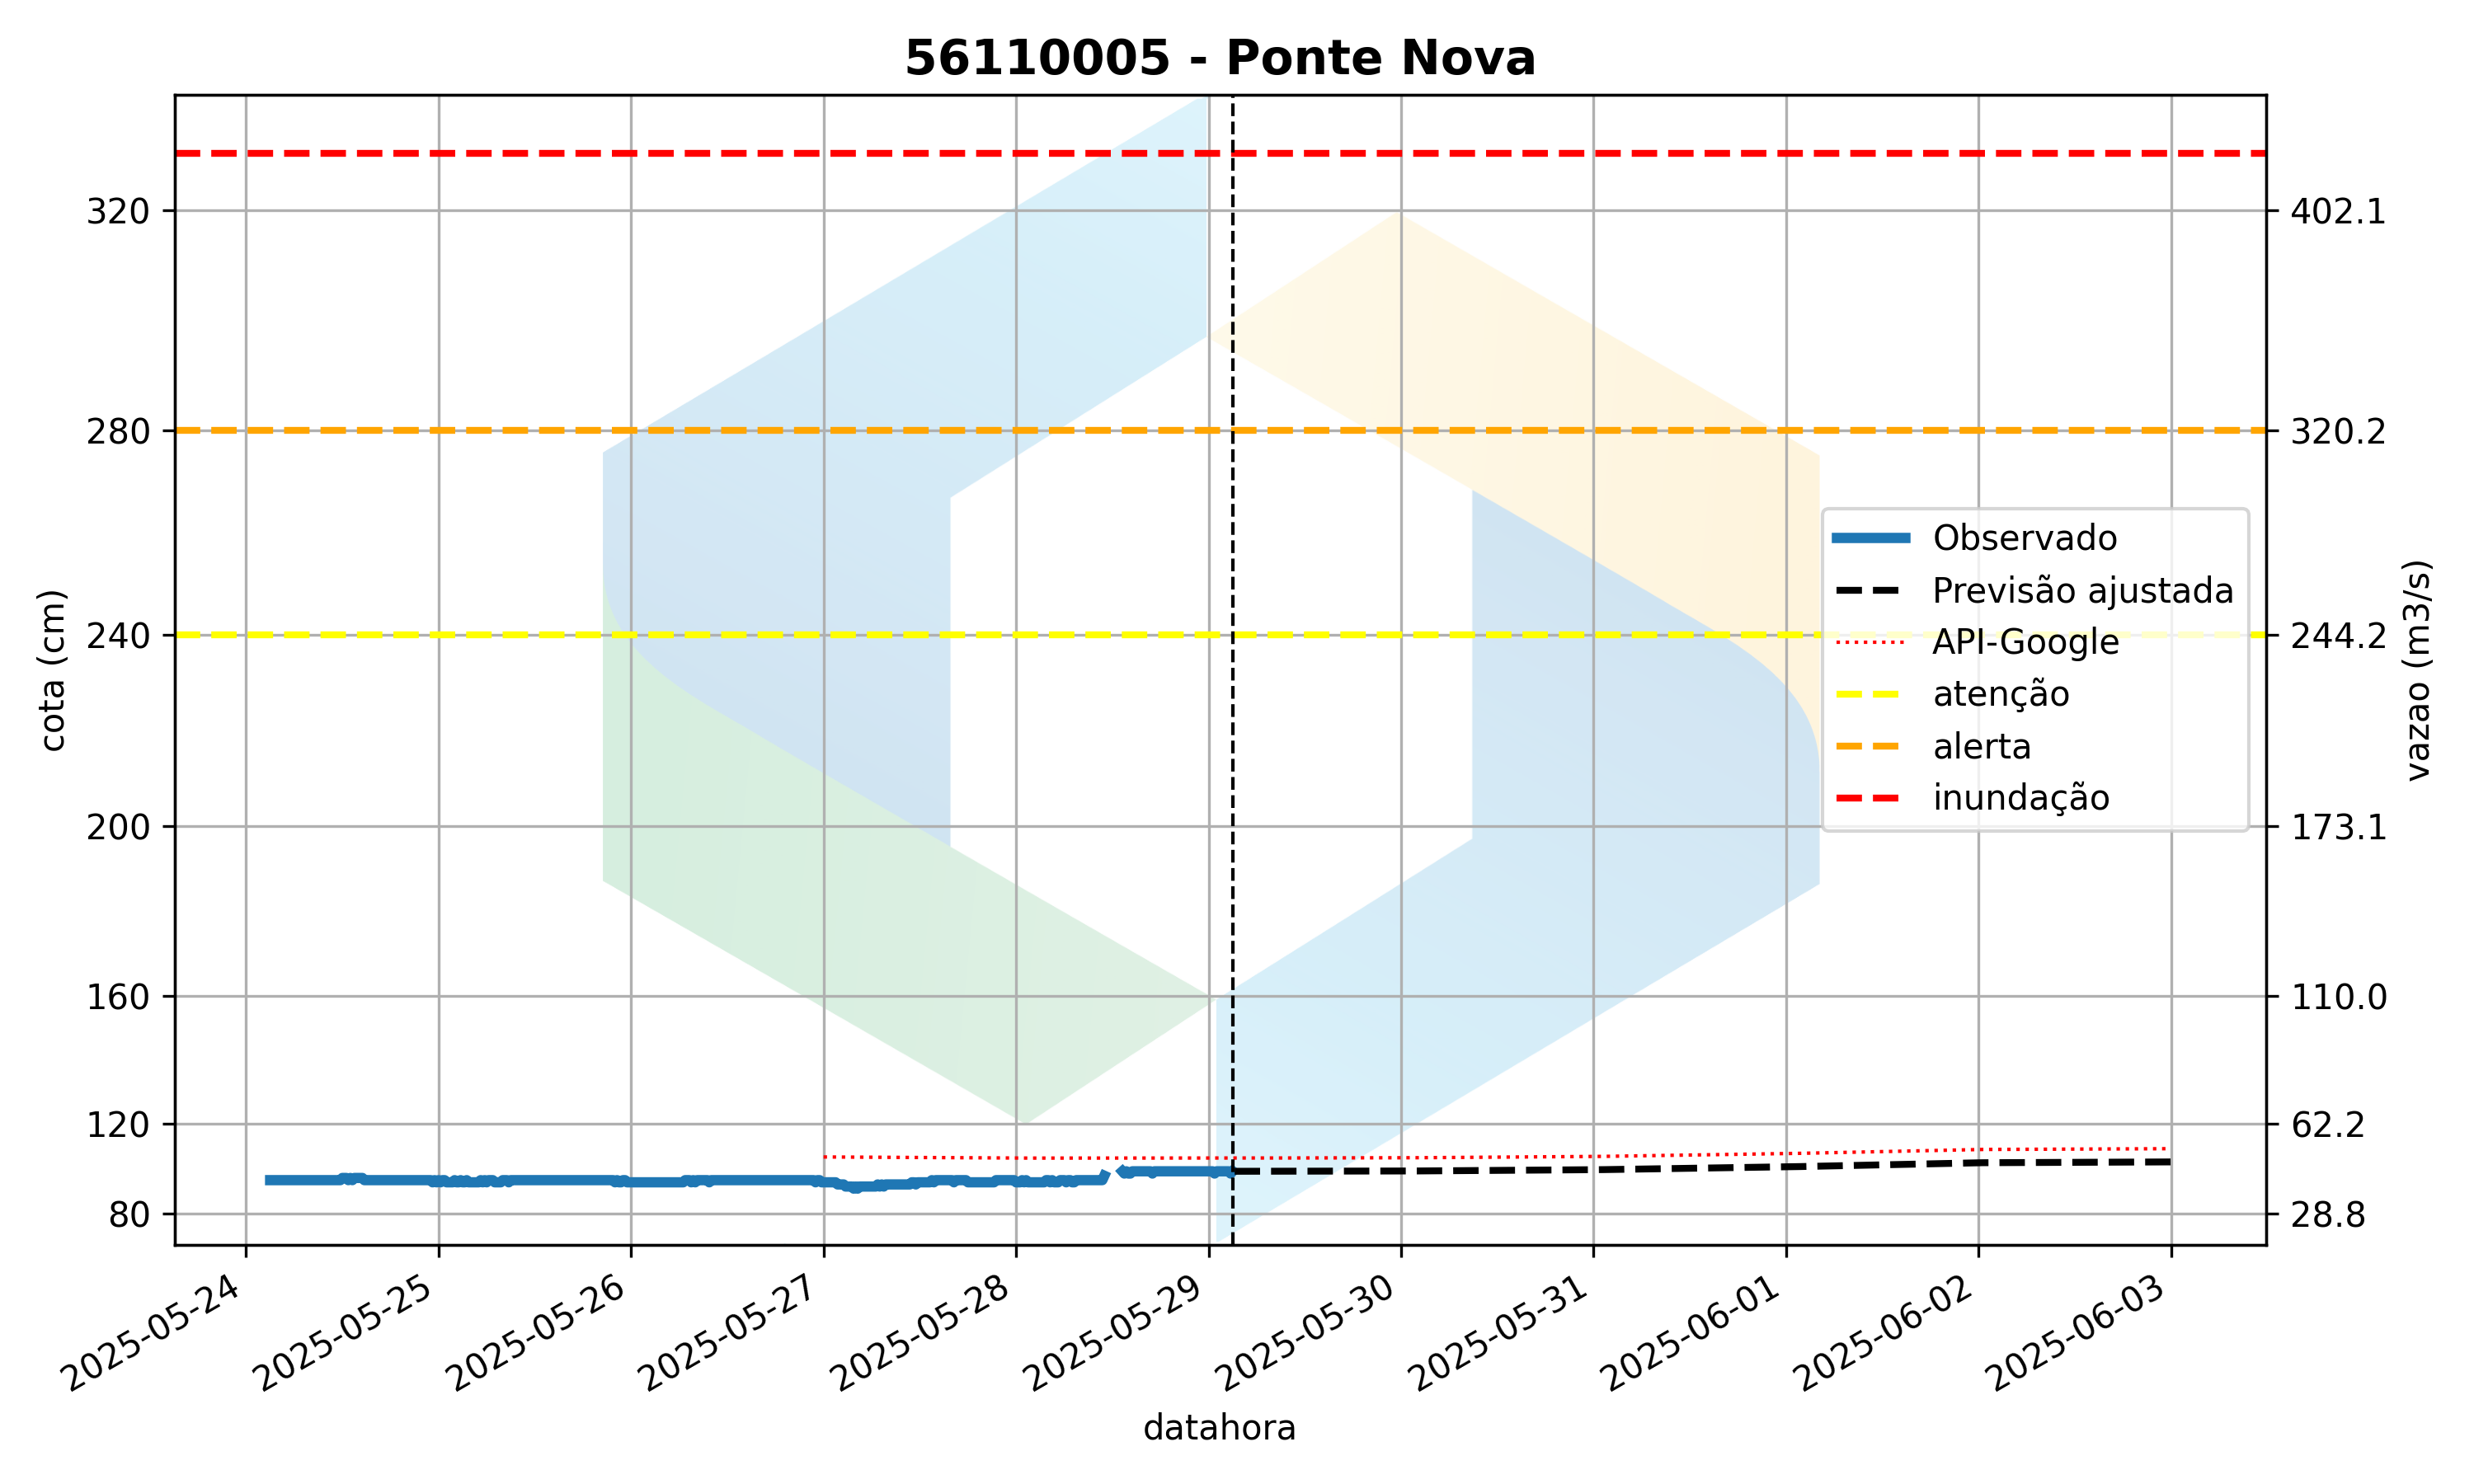 56110005 - Ponte Nova
cota (cm)
320
280
240
200
160
120
80
402.1
320.2
244.2
173.1
110.0
62.2
28.8
vazao (m3/s)
Observado
Previsão ajustada
API-Google
atenção
alerta
inundação
2025-05-24
2025-05-25
2025-05-26
2025-05-27
2025-05-28
2025-05-29
2025-05-30
2025-05-31
2025-06-01
2025-06-02
2025-06-03
datahora